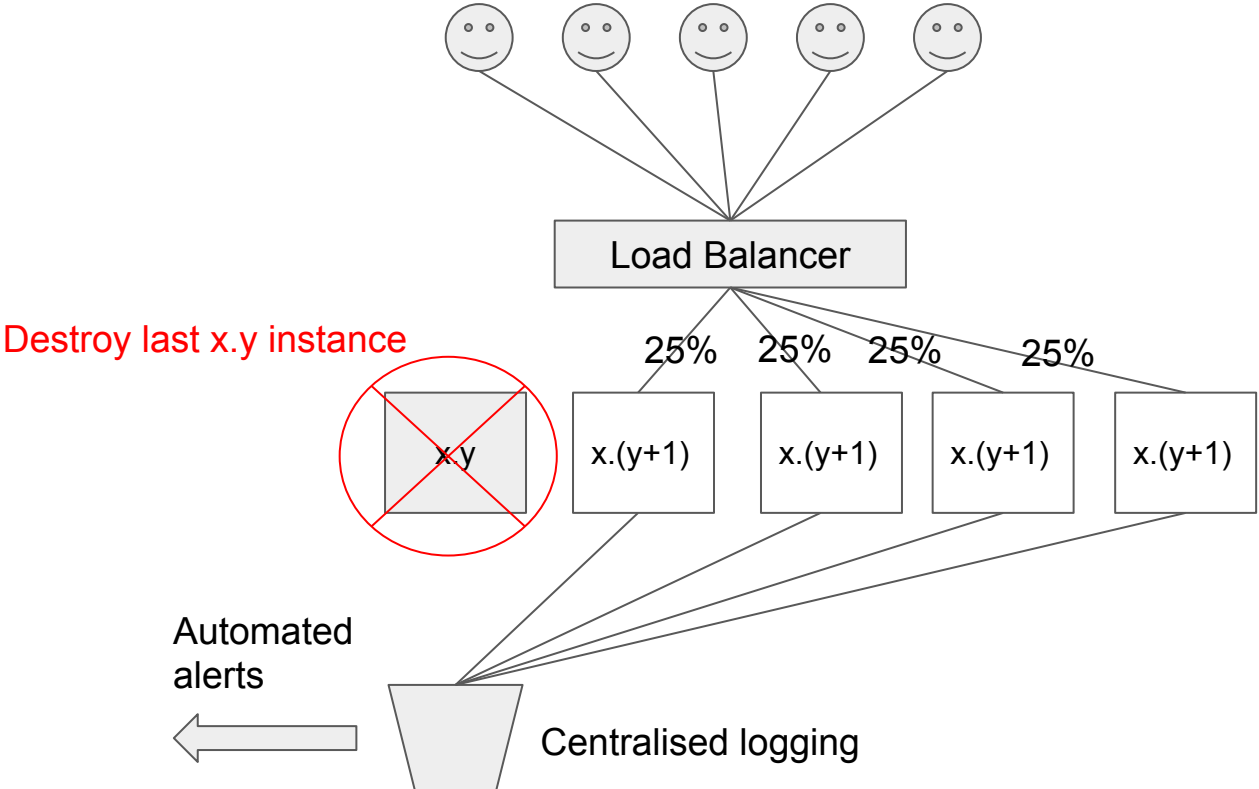 Load Balancer
Destroy last x.y instance
25%
25%
25%
25%
x.y
x.(y+1)
x.(y+1)
x.(y+1)
x.(y+1)
Automated
alerts
Centralised logging